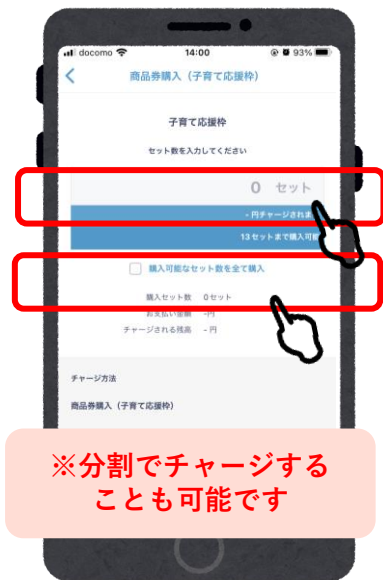 docomo 14:00 93%
商品券購入（子育て応援枠）
子育て応援枠
セット数を入力してください
0 セット
- 円チャージされま
13セットまで購入可能
購入可能なセット数を全て購入
購入セット数 0セット
お支払い金額 -円
チャージされる残高 - 円
チャージ方法
商品券購入（子育て応援枠）
※分割でチャージする
ことも可能です